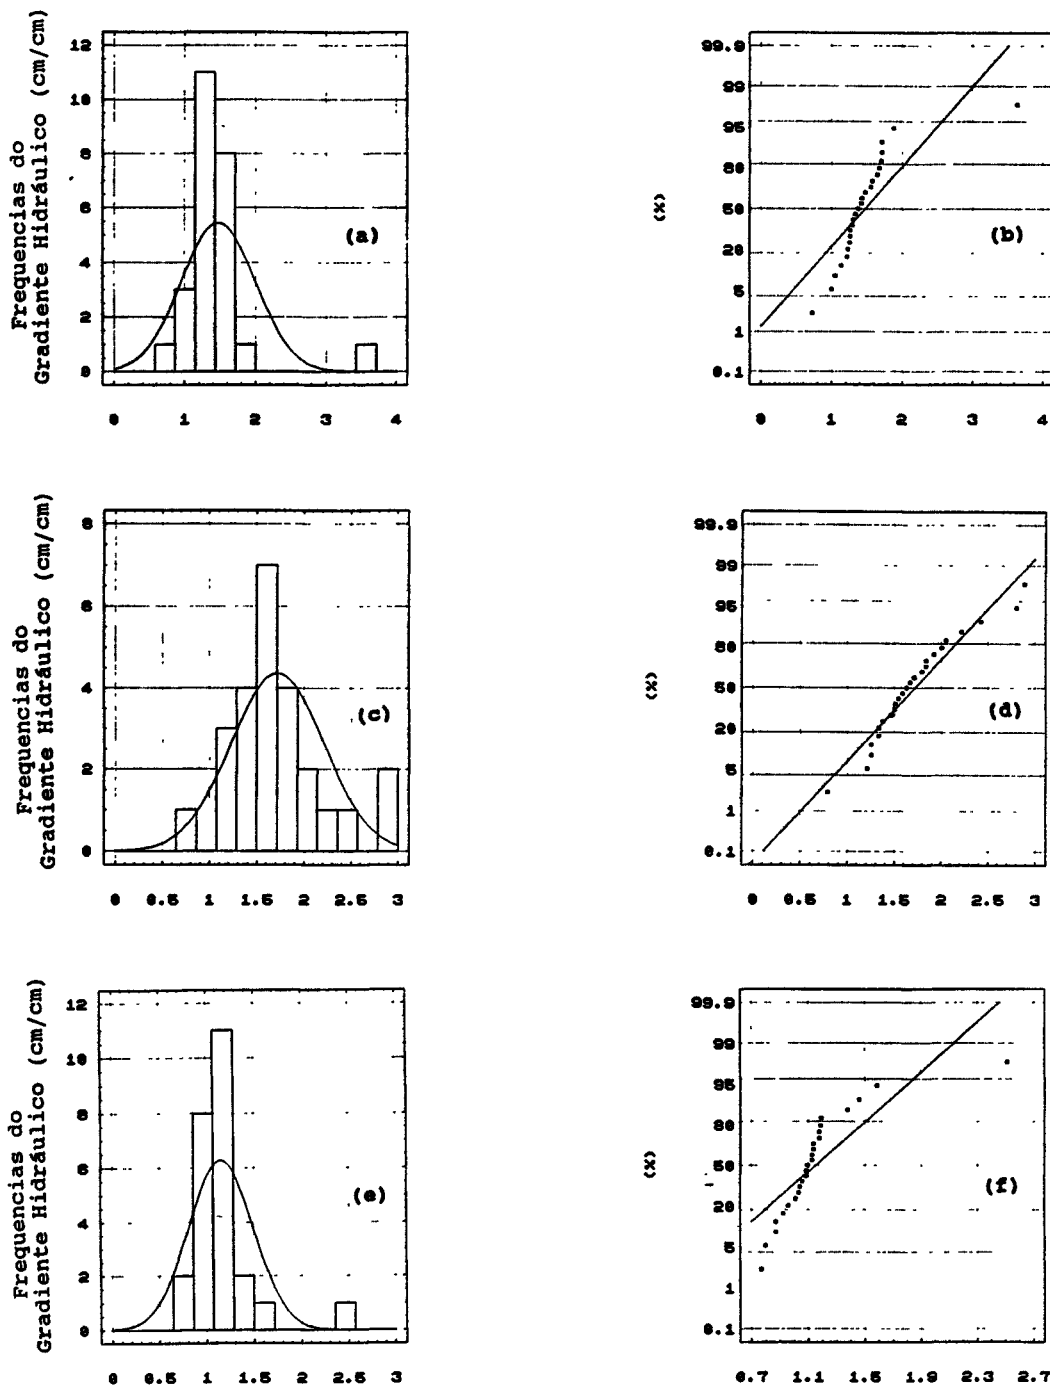 Frequencias do
Gradiente Hidráulico (cm/cm)
12
10
8
6
4
2
0
(a)
0 1 2 3 4
(%)
99.9
99
95
80
50
20
5
1
0.1
(b)
0 1 2 3 4
Frequencias do
Gradiente Hidráulico (cm/cm)
8
6
4
2
0
(c)
0 0.5 1 1.5 2 2.5 3
(%)
99.9
99
95
80
50
20
5
1
0.1
(d)
0 0.5 1 1.5 2 2.5 3
Frequencias do
Gradiente Hidráulico (cm/cm)
12
10
8
6
4
2
0
(e)
0 0.5 1 1.5 2 2.5 3
(%)
99.9
99
95
80
50
20
5
1
0.1
(f)
0.7 1.1 1.5 1.9 2.3 2.7